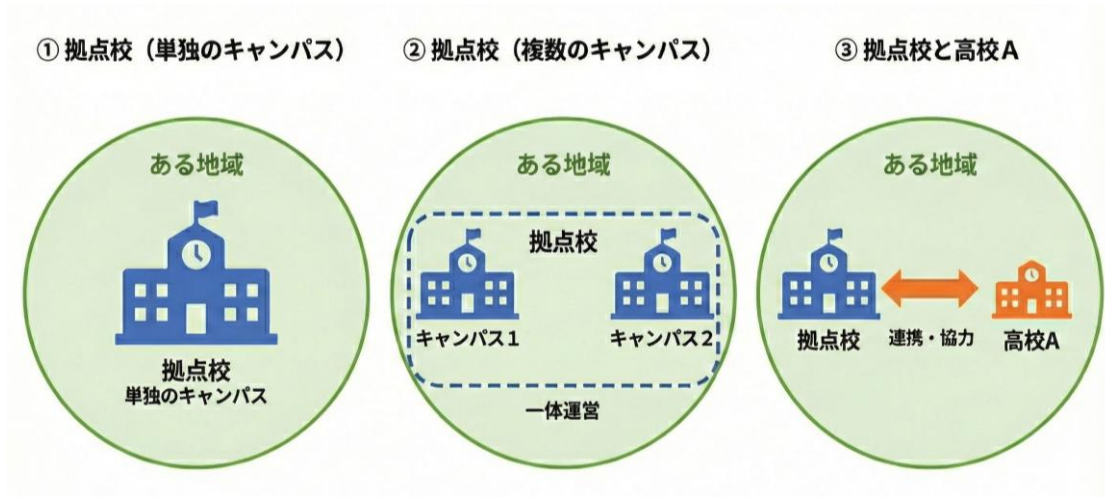 ① 拠点校（単独のキャンパス）
ある地域
拠点校
単独のキャンパス
② 拠点校（複数のキャンパス）
ある地域
拠点校
キャンパス1
キャンパス2
一体運営
③ 拠点校と高校A
ある地域
拠点校
連携・協力
高校A